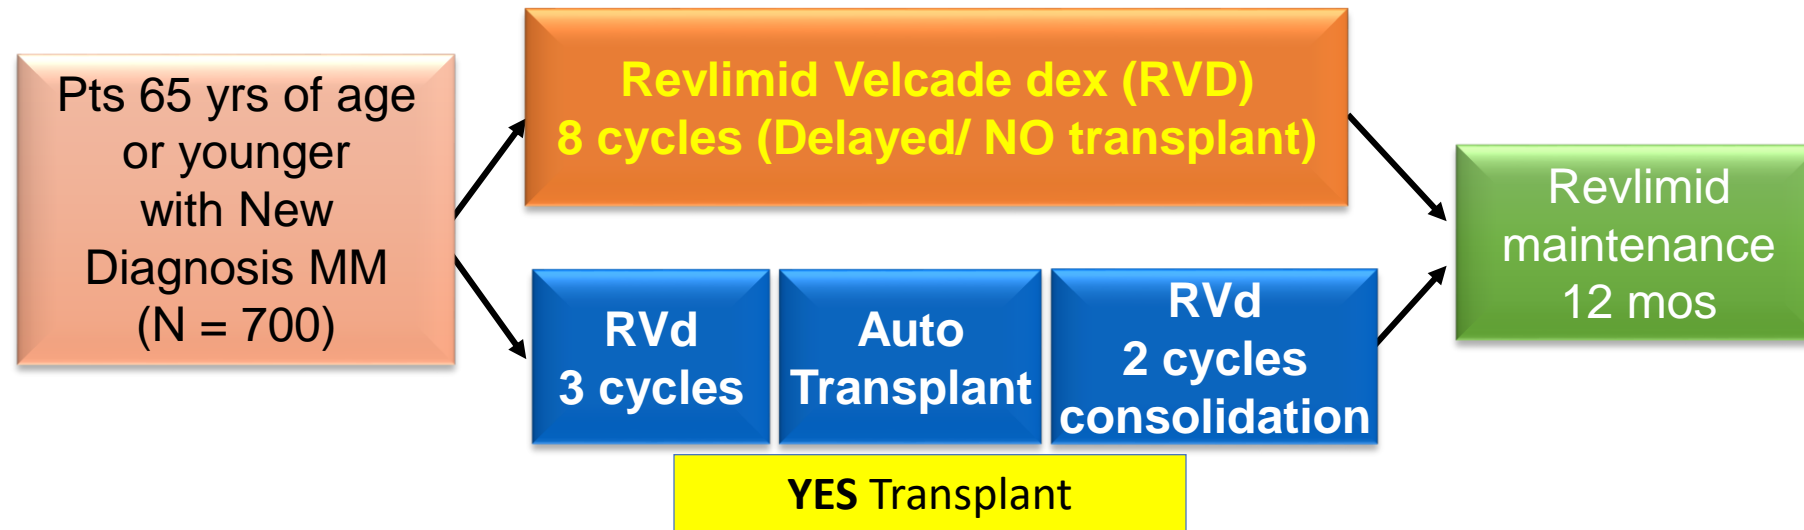 Pts 65 yrs of age
or younger
with New
Diagnosis MM
(N = 700)
Revlimid Velcade dex (RVD)
8 cycles (Delayed/ NO transplant)
RVd
3 cycles
Auto
Transplant
RVd
2 cycles
consolidation
YES Transplant
Revlimid
maintenance
12 mos